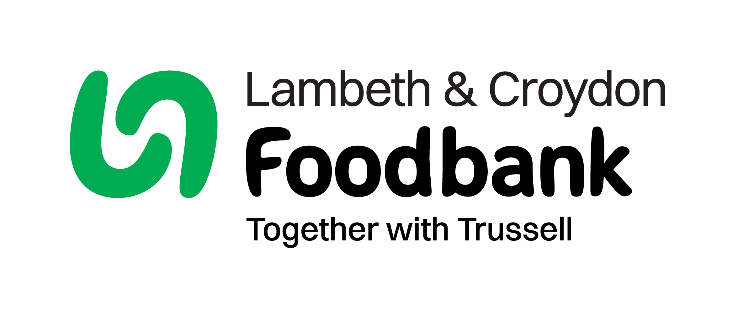 Lambeth & Croydon
Foodbank
Together with Trussell